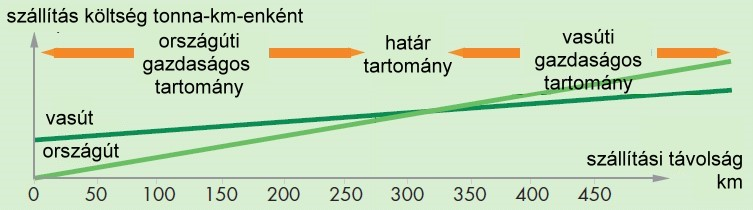 szállítás költség tonna-km-enként
országúti
gazdaságos
tartomány
határ
tartomány
vasúti
gazdaságos
tartomány
vasút
országút
szállítási távolság
km
0 50 100 150 200 250 300 350 400 450